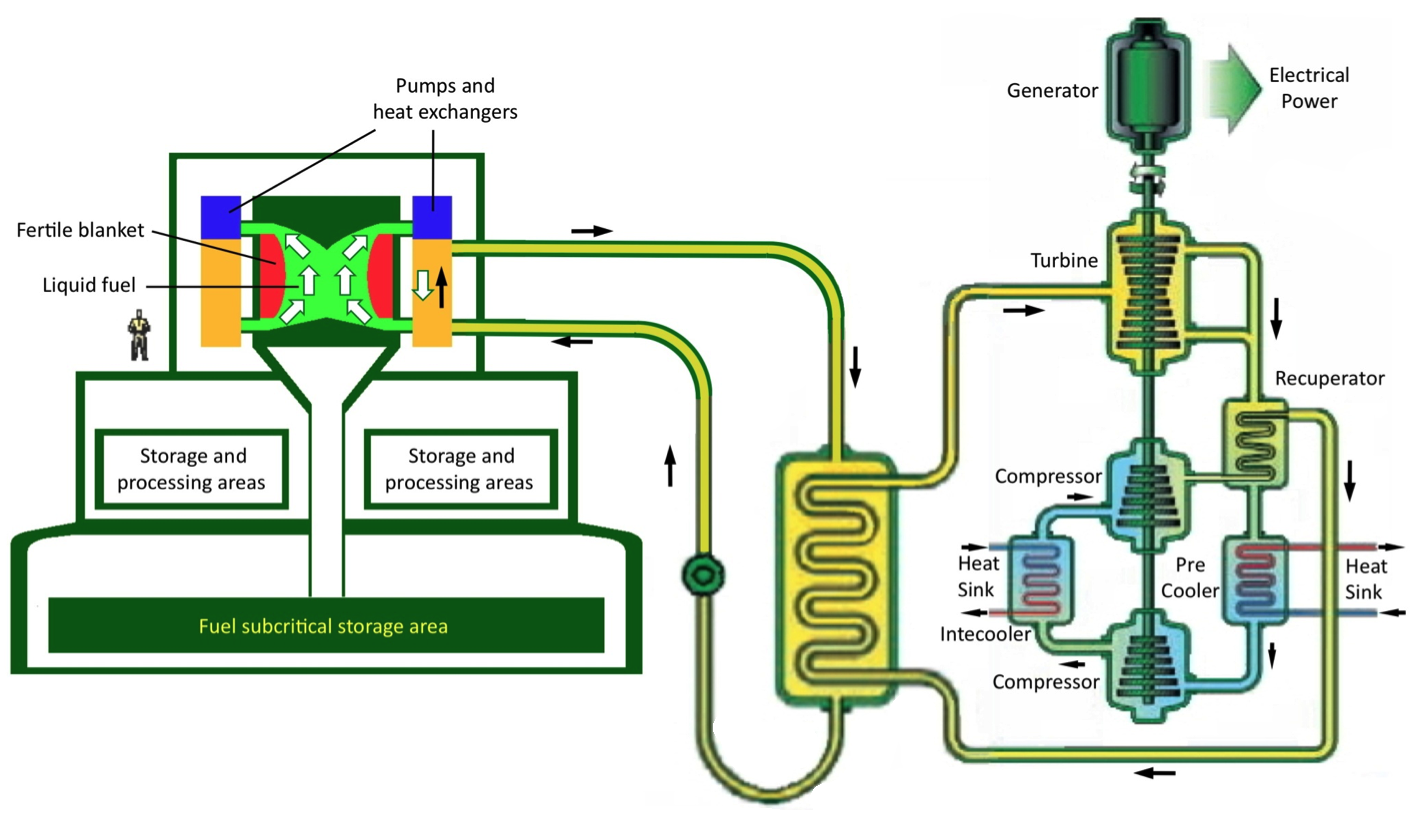 Pumps and
heat exchangers
Fertile blanket
Liquid fuel
Storage and
processing areas
Storage and
processing areas
Fuel subcritical storage area
Generator
Electrical
Power
Turbine
Recuperator
Compressor
Heat
Sink
Pre
Cooler
Heat
Sink
Intecooler
Compressor